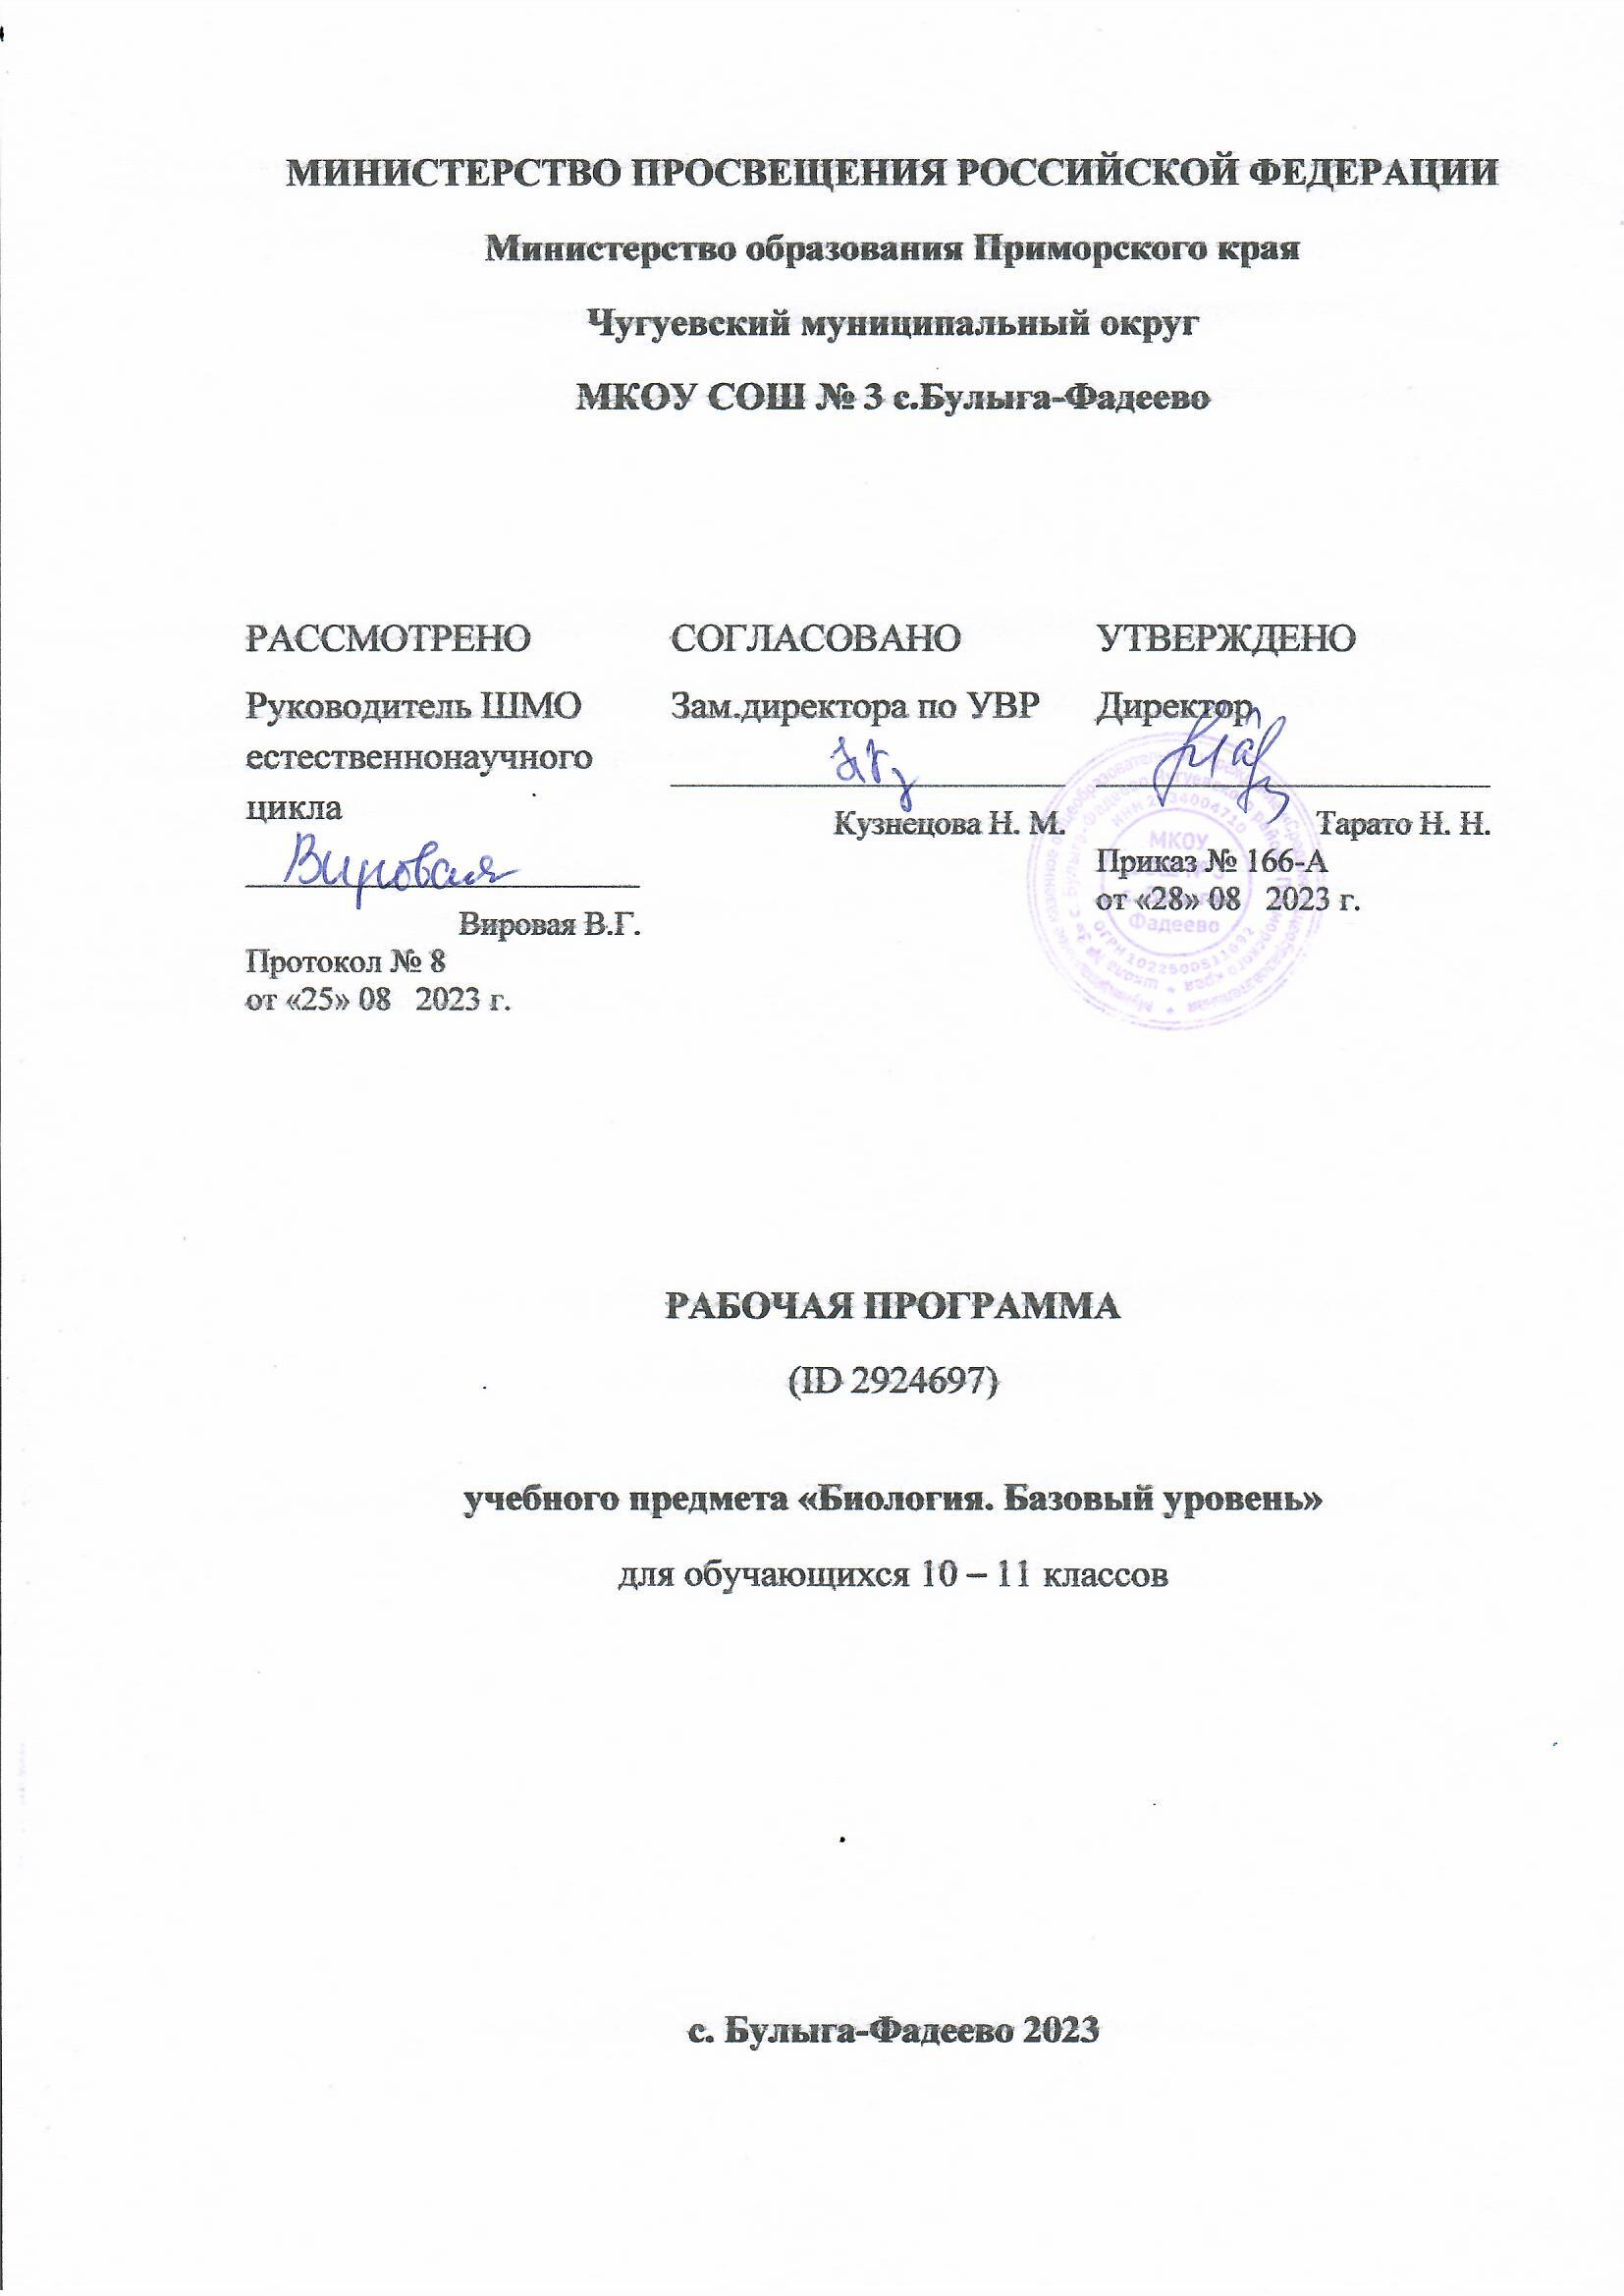 МИНИСТЕРСТВО ПРОСВЕЩЕНИЯ РОССИЙСКОЙ ФЕДЕРАЦИИ
Министерство образования Приморского края
Чугуевский муниципальный округ
МКОУ СОШ № 3 с.Булыга-Фадеево
РАССМОТРЕНО
Руководитель ШМО
естественнонаучного
цикла
Вировая
Вировая В.Г.
Протокол № 8
от «25» 08 2023 г.
СОГЛАСОВАНО
Зам.директора по УВР
Кузнецова Н. М.
УТВЕРЖДЕНО
Директор
Тарато Н. Н.
Приказ № 166-А
от «28» 08 2023 г.
МКОУ
Фадеево
РАБОЧАЯ ПРОГРАММА
(ID 2924697)
учебного предмета «Биология. Базовый уровень»
для обучающихся 10 – 11 классов
с. Булыга-Фадеево 2023